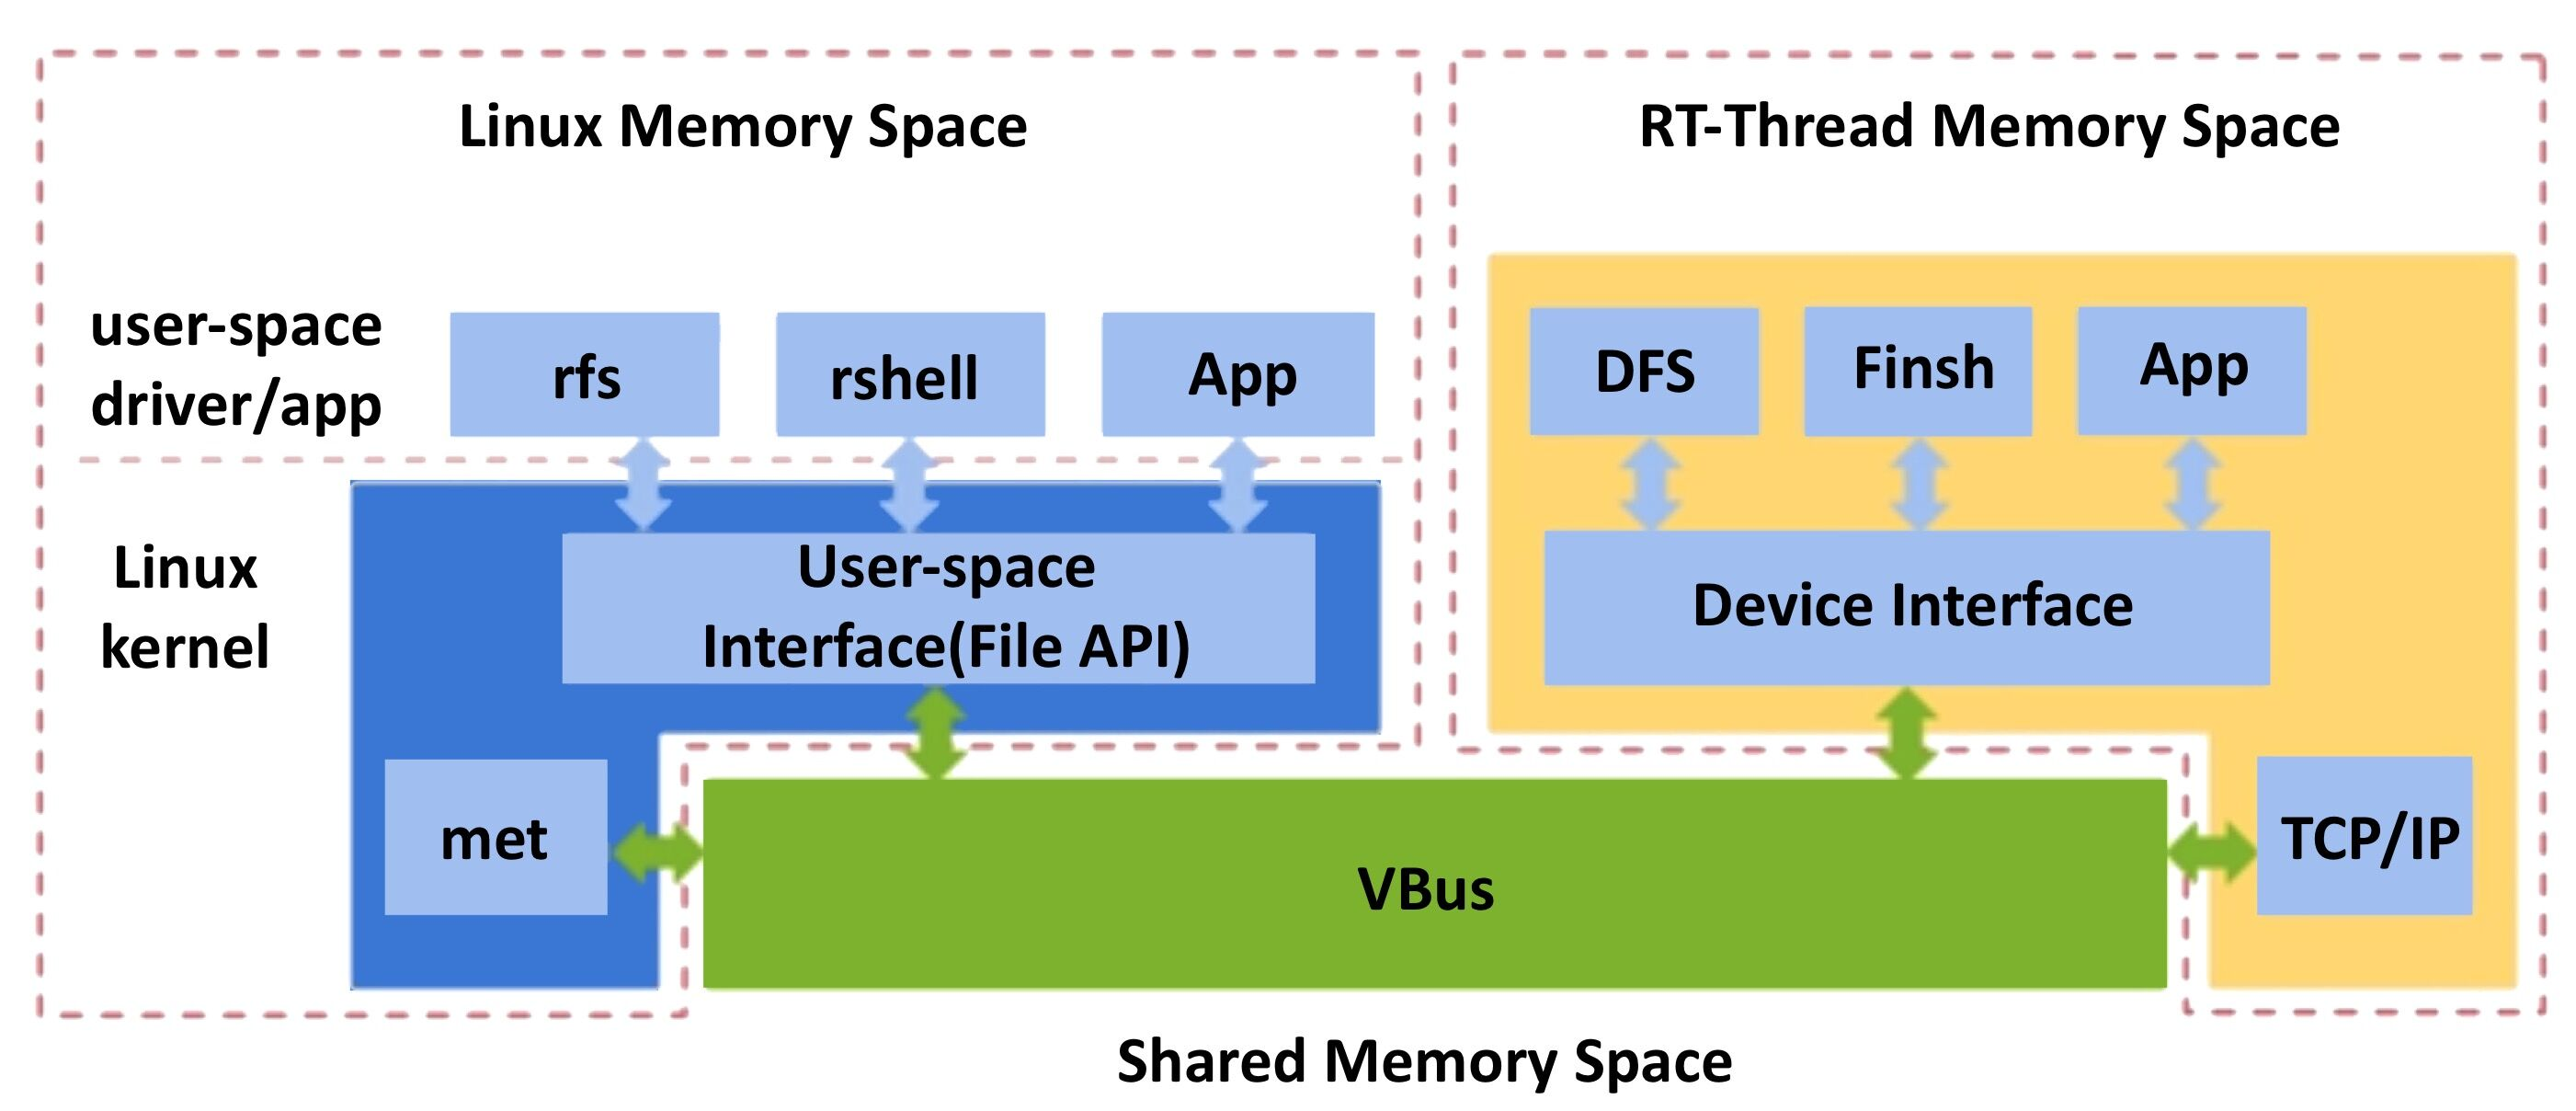 Linux Memory Space
RT-Thread Memory Space
user-space
driver/app
rfs
rshell
App
DFS
Finsh
App
Linux
kernel
User-space
Interface(File API)
Device Interface
met
VBus
TCP/IP
Shared Memory Space